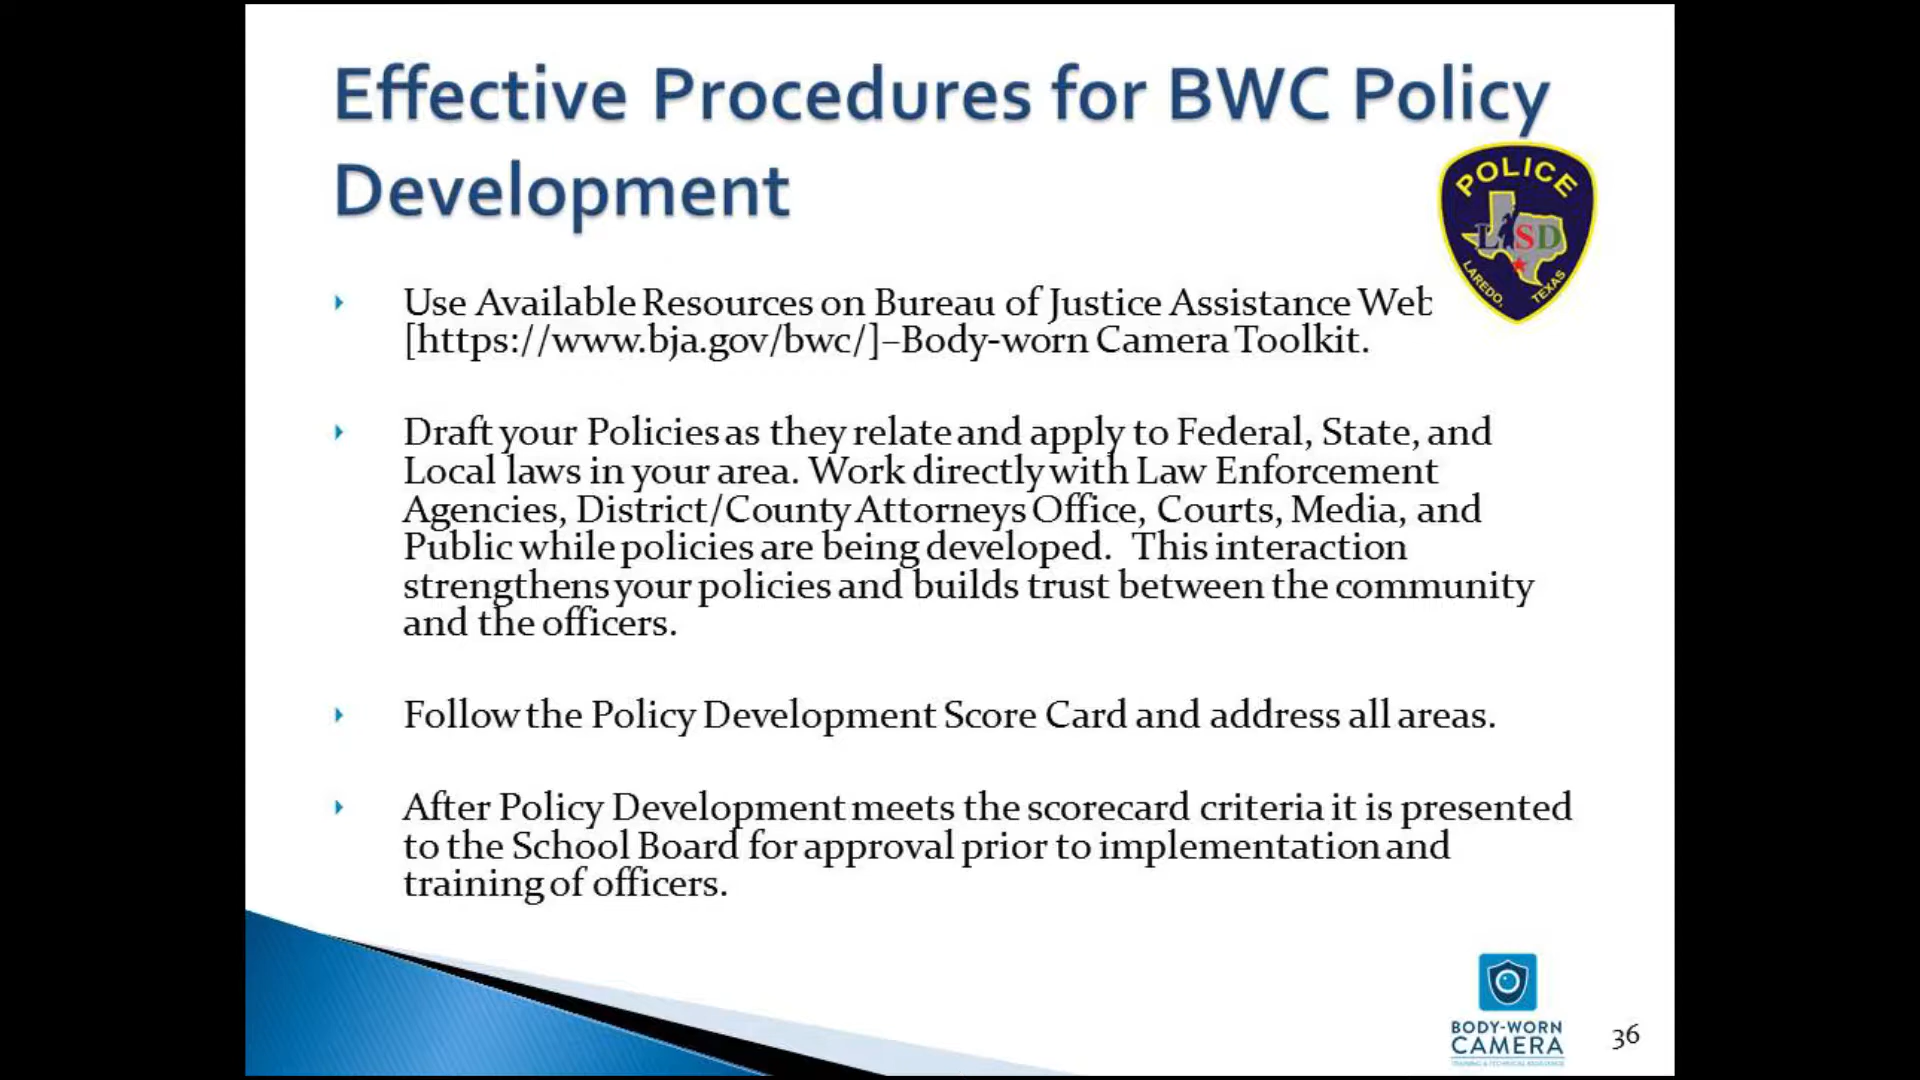 Effective Procedures for BWC Policy
Development
POLICE
LISD
LAREDO, TEXAS
Use Available Resources on Bureau of Justice Assistance Web
[https://www.bja.gov/bwc/]–Body-worn Camera Toolkit.
Draft your Policies as they relate and apply to Federal, State, and
Local laws in your area. Work directly with Law Enforcement
Agencies, District/County Attorneys Office, Courts, Media, and
Public while policies are being developed. This interaction
strengthens your policies and builds trust between the community
and the officers.
Follow the Policy Development Score Card and address all areas.
After Policy Development meets the scorecard criteria it is presented
to the School Board for approval prior to implementation and
training of officers.
BODY-WORN
CAMERA
TRAINING & TECHNICAL ASSISTANCE
36